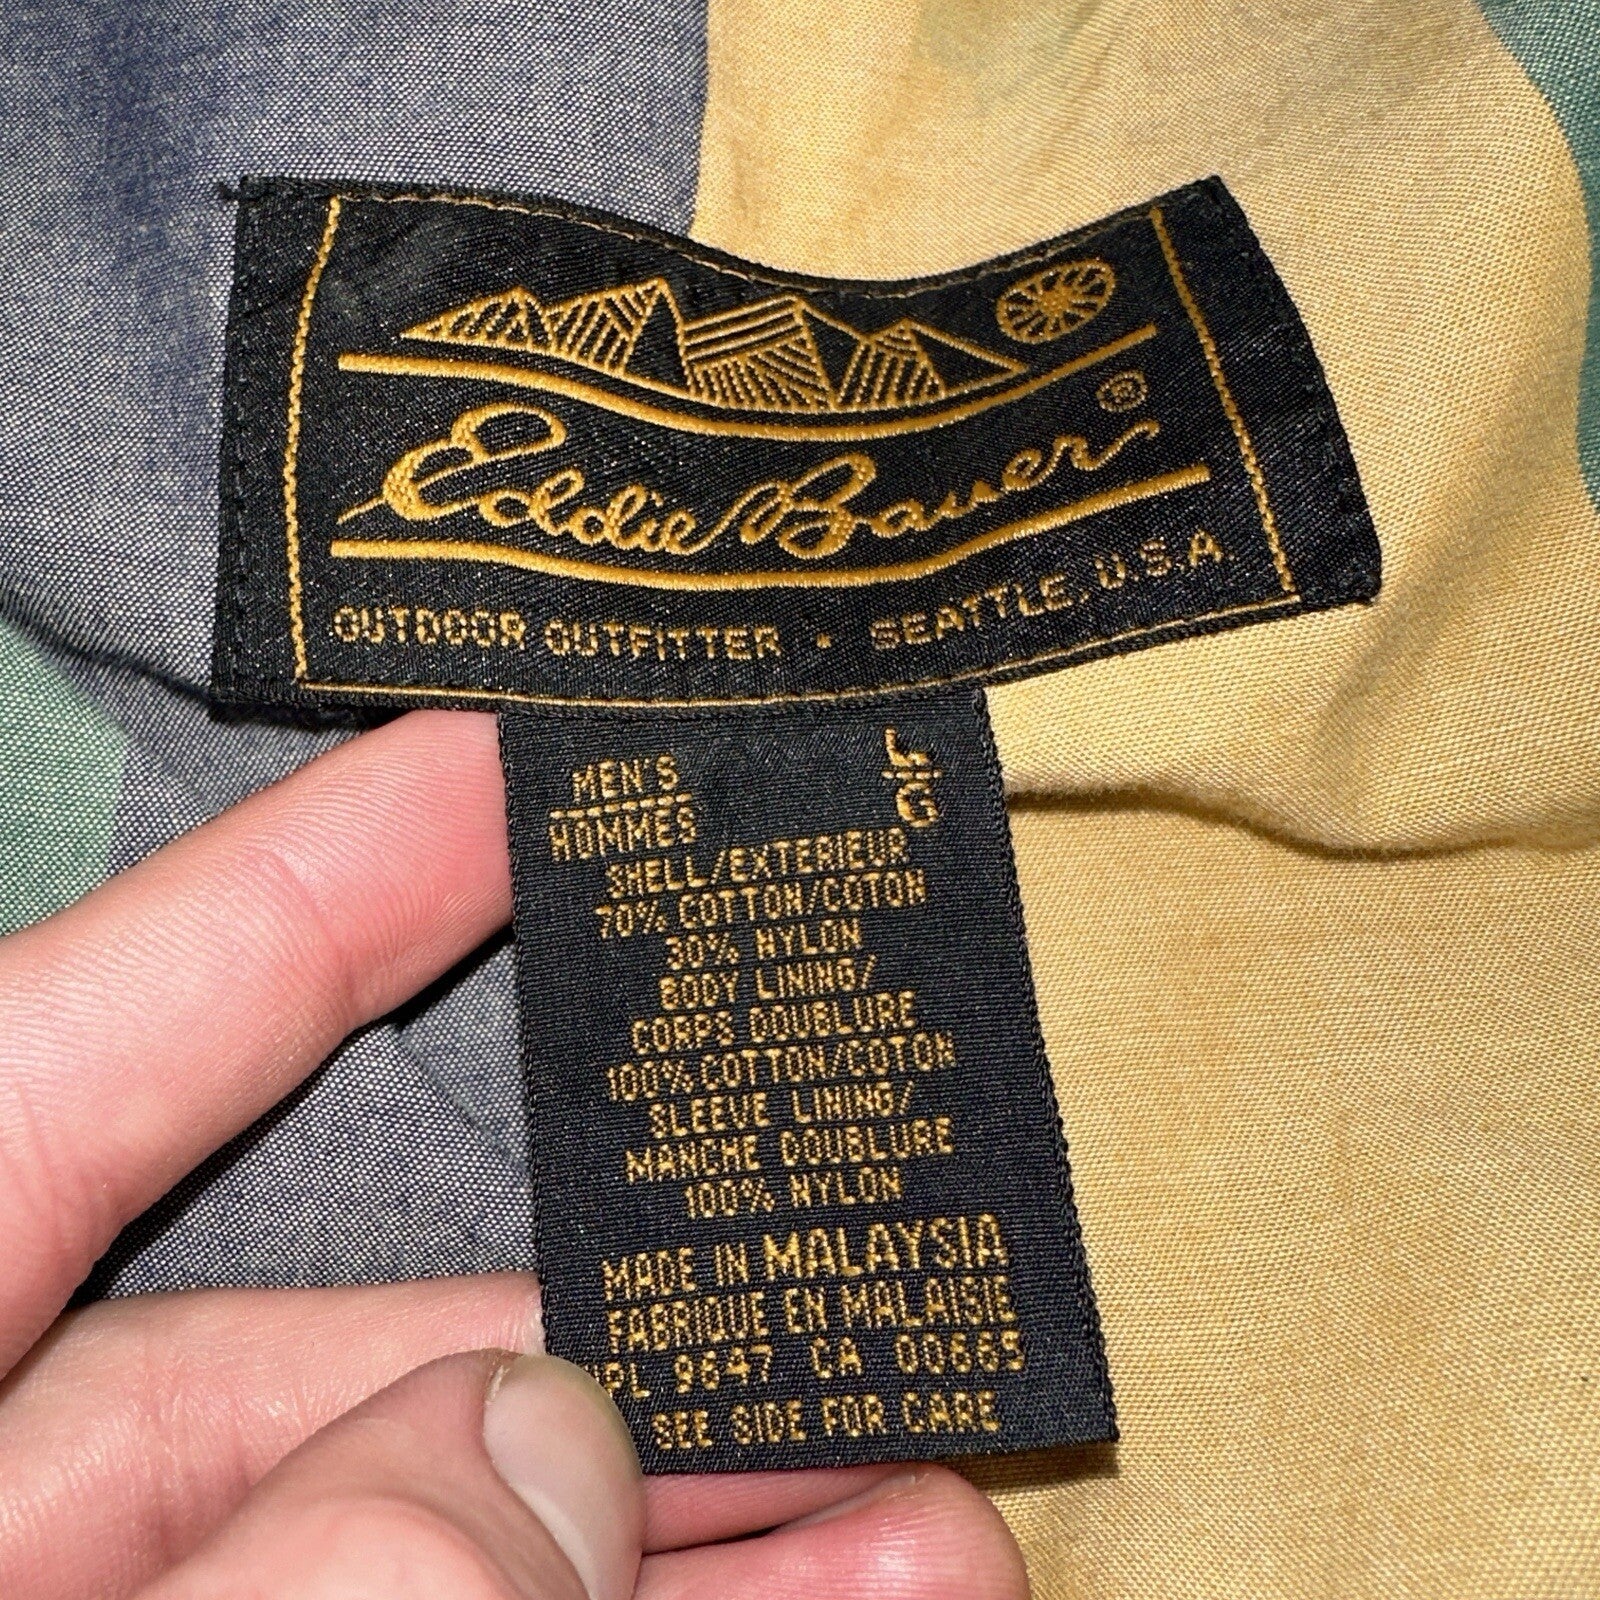 Eddie Bauer ®
OUTDOOR OUTFITTER • SEATTLE, U.S.A.
MEN'S
HOMMES
L/G
SHELL/EXTERIEUR
70% COTTON/COTON
30% NYLON
BODY LINING/
CORPS DOUBLURE
100% COTTON/COTON
SLEEVE LINING/
MANCHE DOUBLURE
100% NYLON
MADE IN MALAYSIA
FABRIQUE EN MALAISIE
9647 CA 00665
SEE SIDE FOR CARE